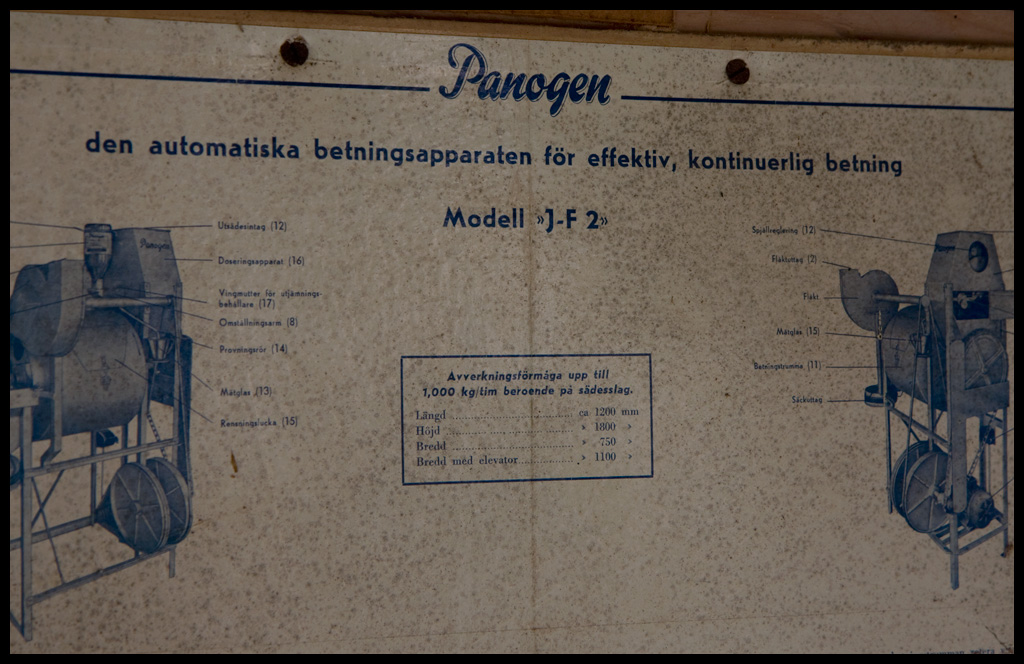 Panogen
den automatiska betningsapparaten för effektiv, kontinuerlig betning
Modell »J-F 2»
Utsädesintag (12)
Doseringsapparat (16)
Vingmutter för utjämnings-
behållare (17)
Omställningsarm (8)
Provningsrör (14)
Mätglas (13)
Rensningslucka (15)
Panogen
Avverkningsförmåga upp till
1,000 kg/tim beroende på sädesslag.
Längd ca 1200 mm
Höjd » 1800 »
Bredd » 750 »
Bredd med elevator » 1100 »
Spjällreglering (12)
Fläktuttag (2)
Fläkt
Mätglas (15)
Betningstrumma (11)
Säckuttag